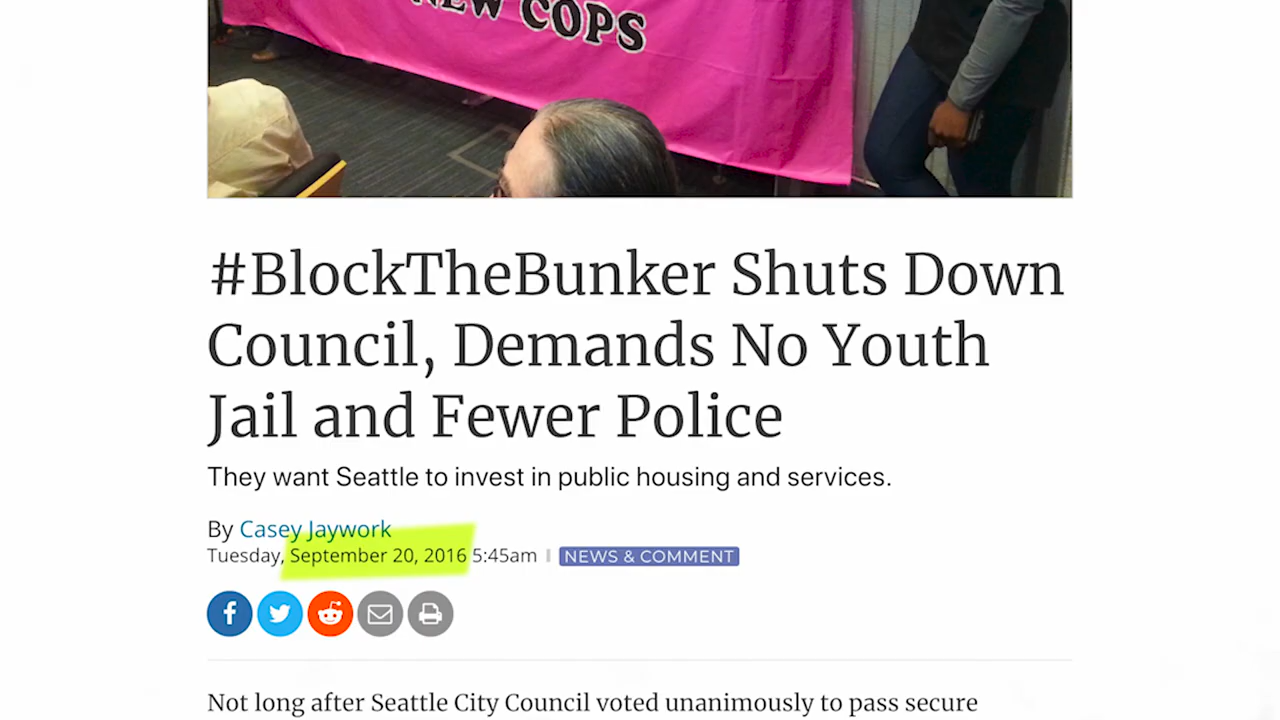 NEW COPS
#BlockTheBunker Shuts Down
Council, Demands No Youth
Jail and Fewer Police
They want Seattle to invest in public housing and services.
By Casey Jaywork
Tuesday, September 20, 2016 5:45am
NEWS & COMMENT
Not long after Seattle City Council voted unanimously to pass secure